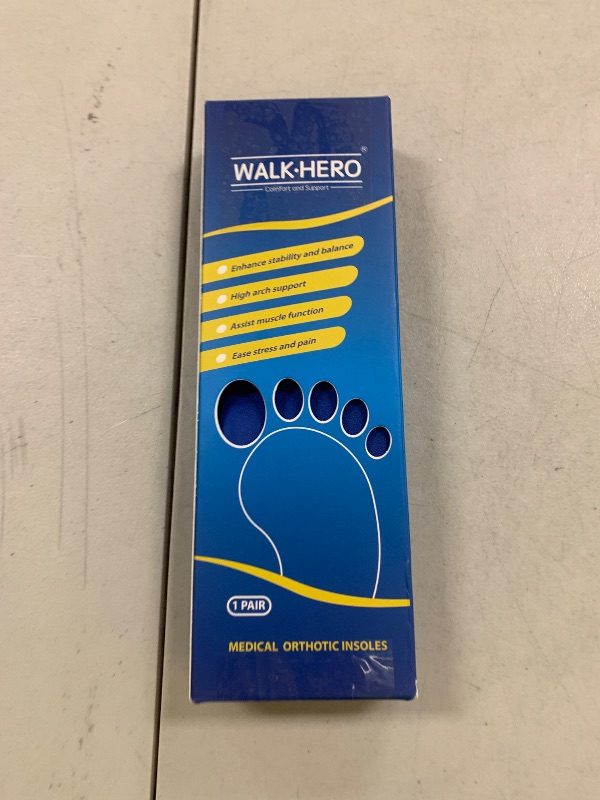 WALK·HERO®
Comfort and Support
Enhance stability and balance
High arch support
Assist muscle function
Ease stress and pain
1 PAIR
MEDICAL ORTHOTIC INSOLES